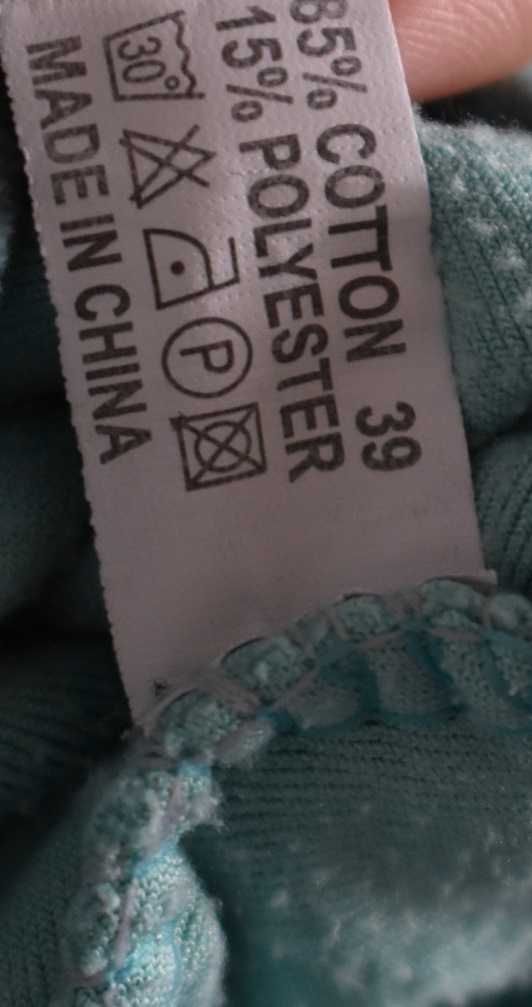 85% COTTON 39
15% POLYESTER
30°
P
MADE IN CHINA